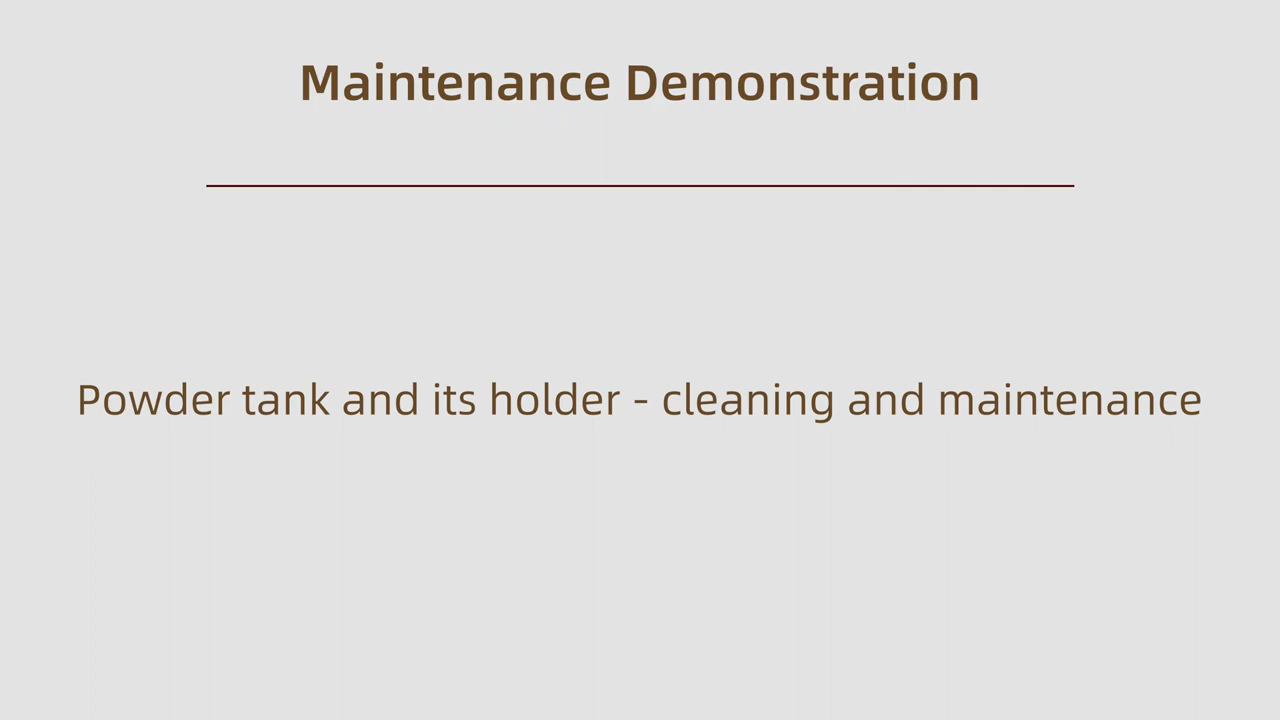 Maintenance Demonstration
Powder tank and its holder - cleaning and maintenance